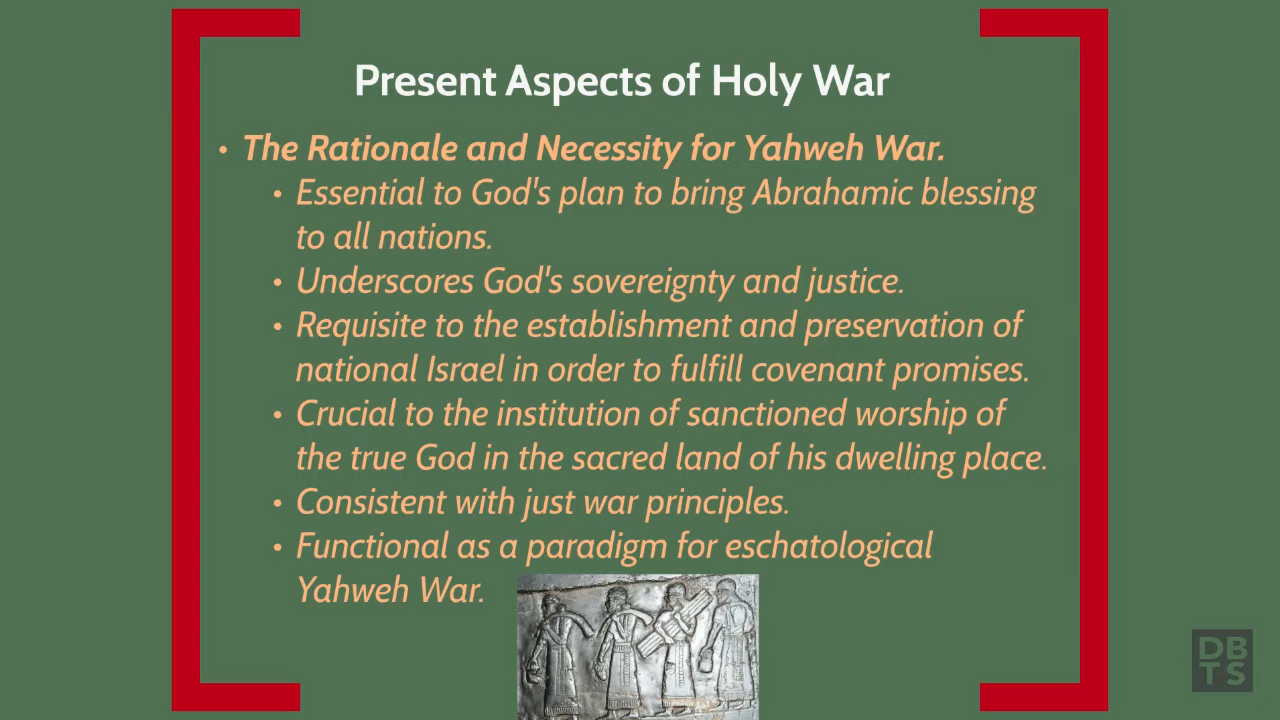 Present Aspects of Holy War
• The Rationale and Necessity for Yahweh War.
• Essential to God's plan to bring Abrahamic blessing
to all nations.
• Underscores God's sovereignty and justice.
• Requisite to the establishment and preservation of
national Israel in order to fulfill covenant promises.
• Crucial to the institution of sanctioned worship of
the true God in the sacred land of his dwelling place.
• Consistent with just war principles.
• Functional as a paradigm for eschatological
Yahweh War.
DB
TS